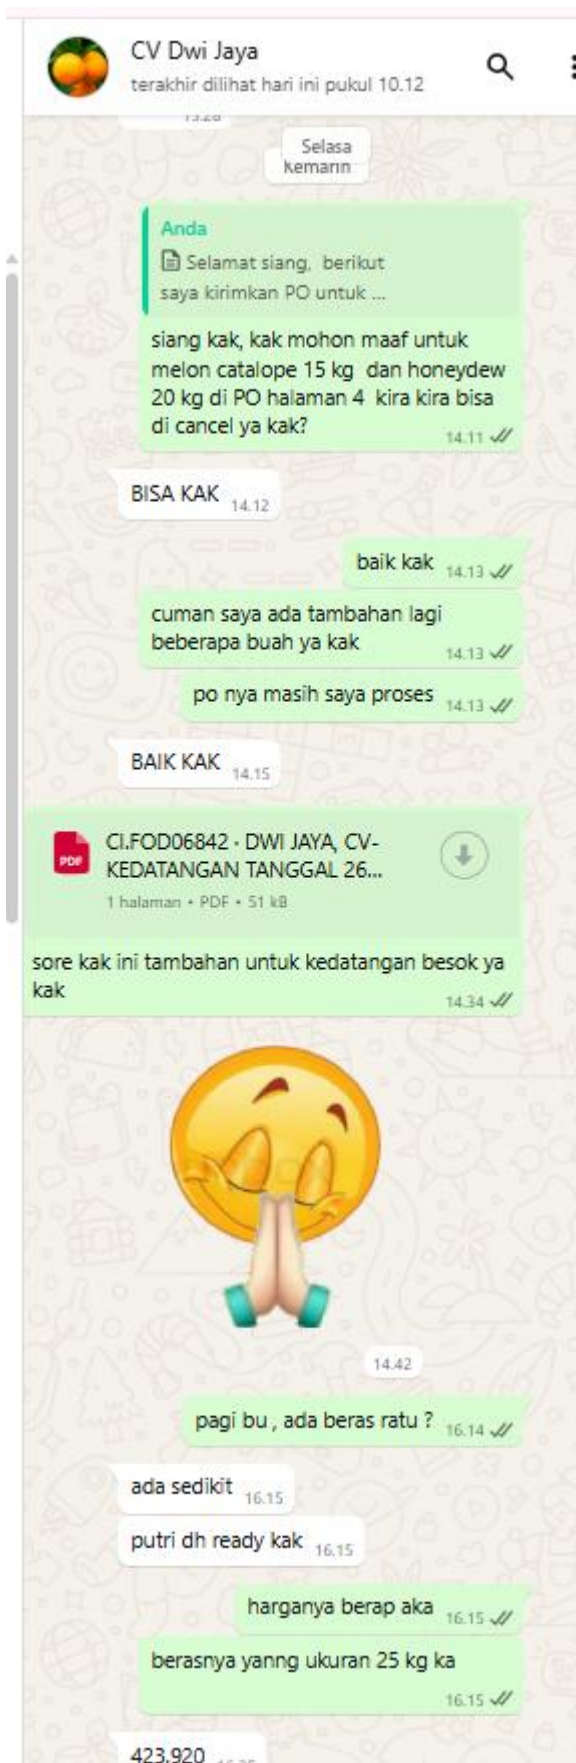 CV Dwi Jaya
terakhir dilihat hari ini pukul 10.12
13.28
Selasa
Kemarin
Anda
Selamat siang, berikut
saya kirimkan PO untuk ...
siang kak, kak mohon maaf untuk
melon catalope 15 kg dan honeydew
20 kg di PO halaman 4 kira kira bisa
di cancel ya kak?
14.11
BISA KAK 14.12
baik kak 14.13
cuman saya ada tambahan lagi
beberapa buah ya kak 14.13
po nya masih saya proses 14.13
BAIK KAK 14.15
PDF
CI.FOD06842 - DWI JAYA, CV-
KEDATANGAN TANGGAL 26...
1 halaman • PDF • 51 kB
sore kak ini tambahan untuk kedatangan besok ya
kak
14.34
14.42
pagi bu , ada beras ratu ? 16.14
ada sedikit 16.15
putri dh ready kak 16.15
harganya berap aka 16.15
berasnya yanng ukuran 25 kg ka
16.15
423.920